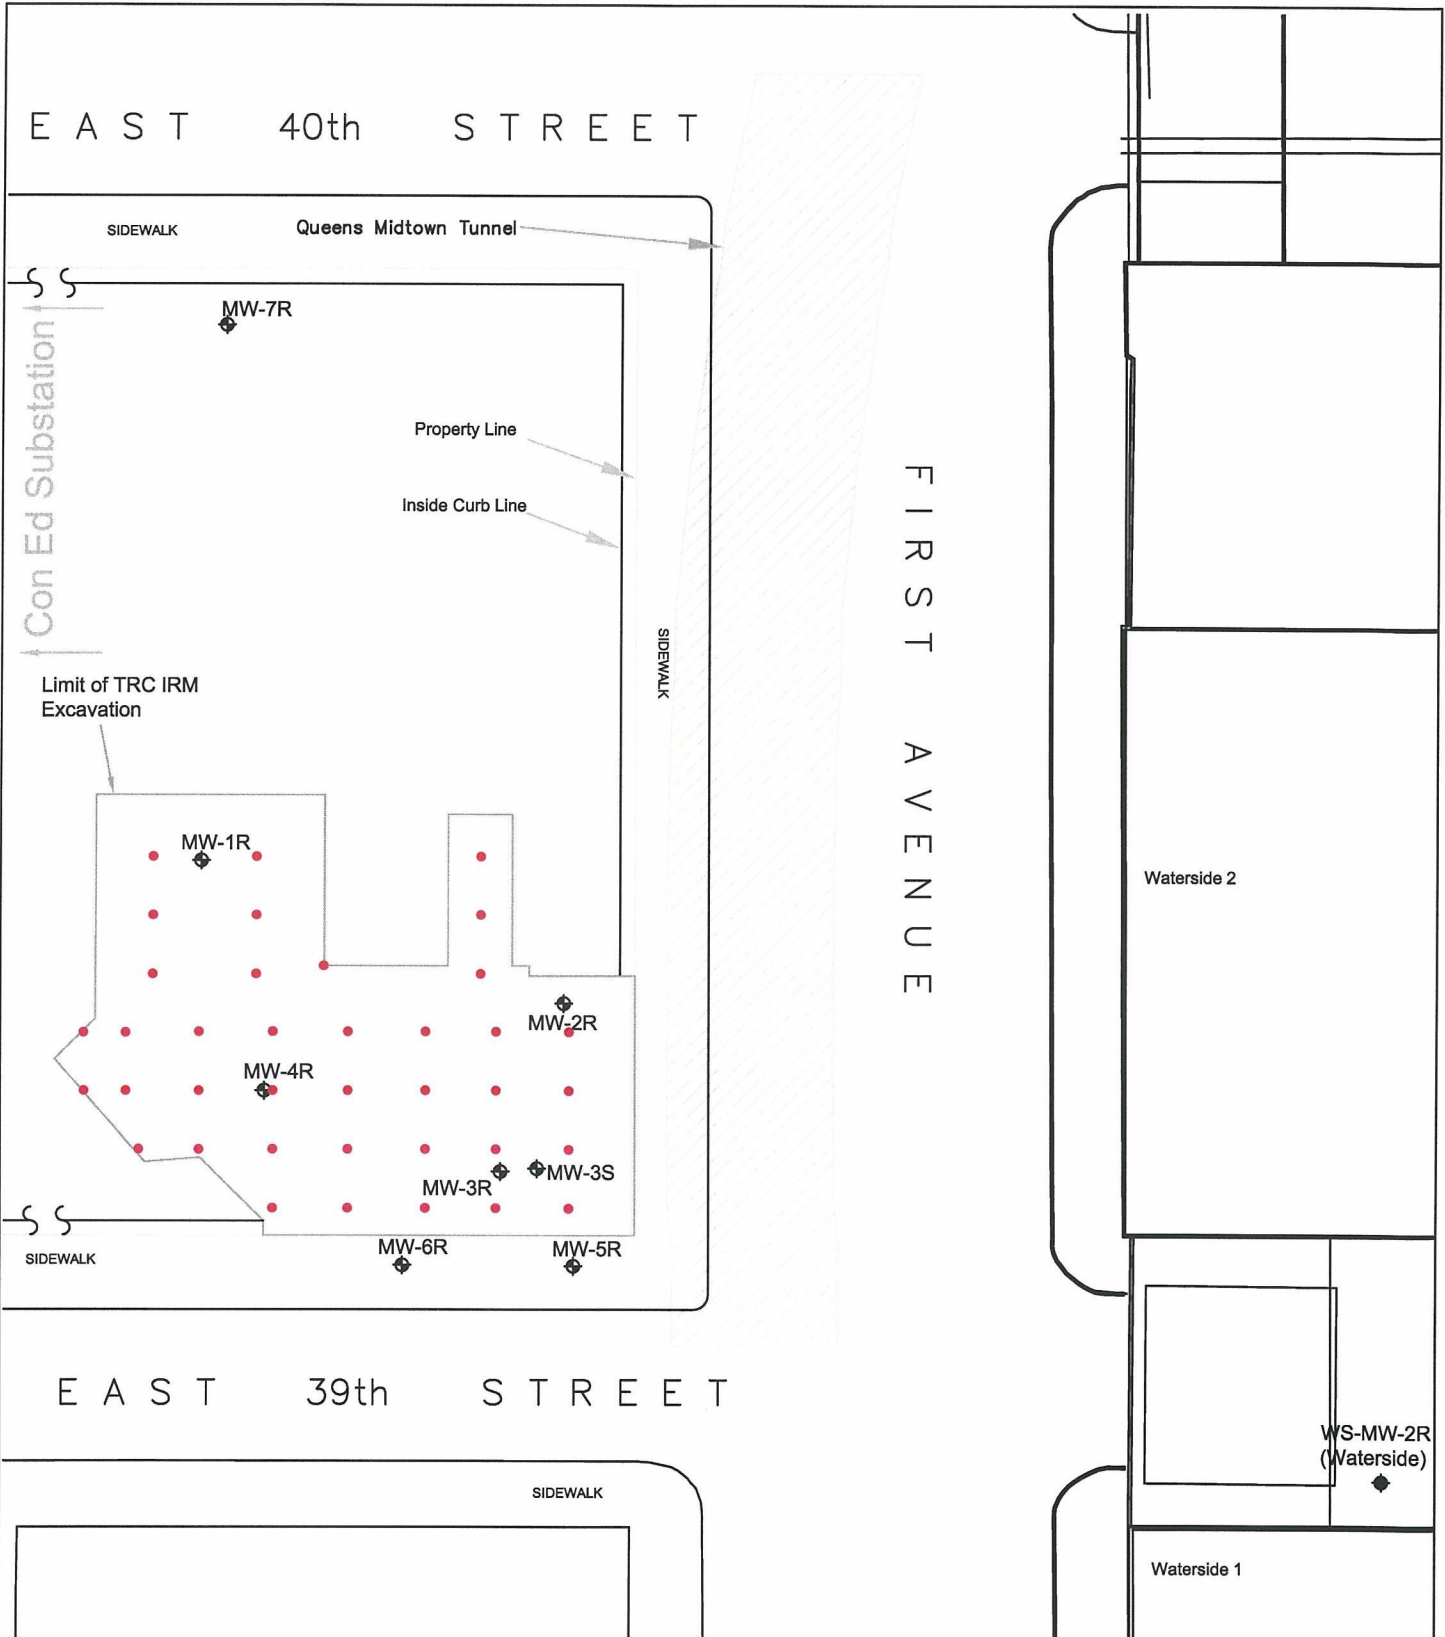 EAST 40th STREET
SIDEWALK
Queens Midtown Tunnel
MW-7R
Con Ed Substation
Property Line
Inside Curb Line
FIRST AVENUE
SIDEWALK
Limit of TRC IRM
Excavation
MW-1R
Waterside 2
MW-2R
MW-4R
MW-3S
MW-3R
MW-6R
MW-5R
SIDEWALK
EAST 39th STREET
WS-MW-2R
(Waterside)
SIDEWALK
Waterside 1